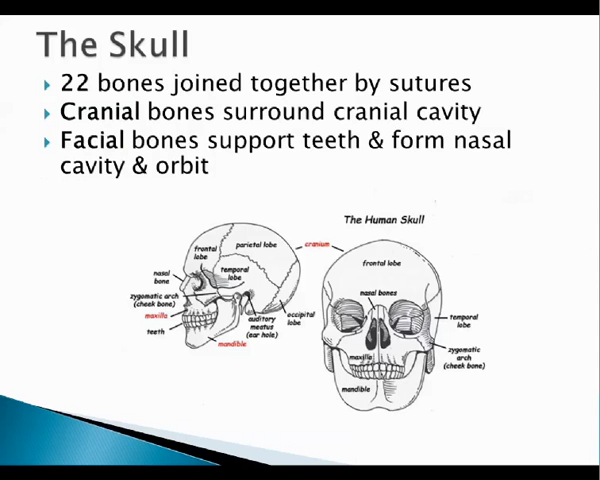 The Skull
22 bones joined together by sutures
Cranial bones surround cranial cavity
Facial bones support teeth & form nasal
cavity & orbit
The Human Skull
frontal
lobe
parietal lobe
cranium
temporal
lobe
nasal
bone
zygomatic arch
(cheek bone)
maxilla
teeth
mandible
auditory
meatus
(ear hole)
occipital
lobe
frontal lobe
nasal bones
temporal
lobe
zygomatic
arch
(cheek bone)
maxilla
mandible